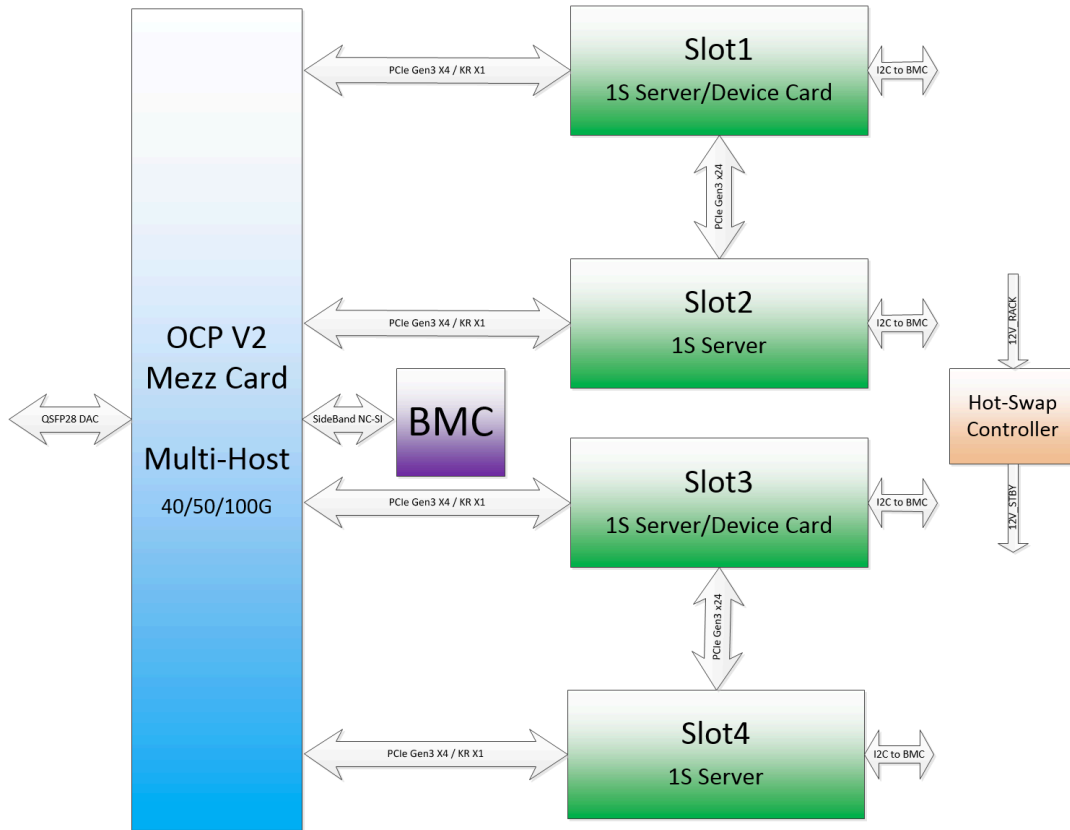 PCIe Gen3 X4 / KR X1
Slot1
1S Server/Device Card
I2C to BMC
PCIe Gen3 x24
PCIe Gen3 X4 / KR X1
Slot2
1S Server
I2C to BMC
12V_RACK
OCP V2
Mezz Card
Multi-Host
40/50/100G
QSFP28 DAC
SideBand NC-SI
BMC
Hot-Swap
Controller
12V_STBY
PCIe Gen3 X4 / KR X1
Slot3
1S Server/Device Card
I2C to BMC
PCIe Gen3 x24
PCIe Gen3 X4 / KR X1
Slot4
1S Server
I2C to BMC